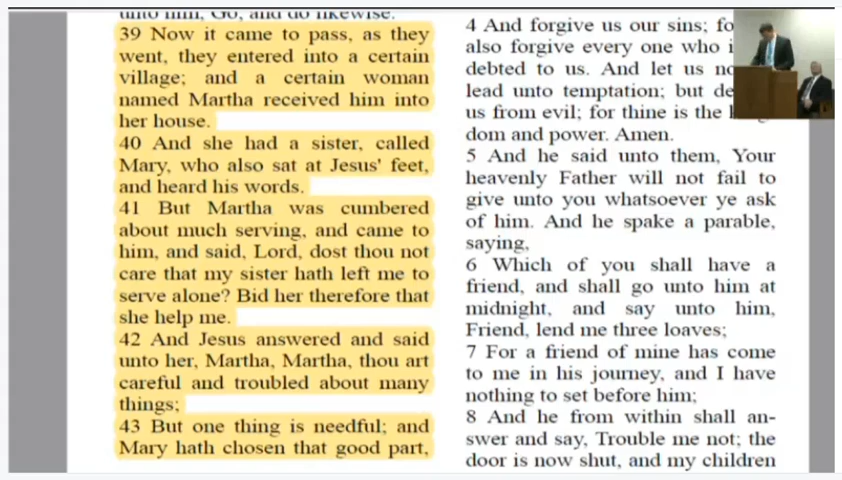 unto him, Go, and do likewise.
39 Now it came to pass, as they
went, they entered into a certain
village; and a certain woman
named Martha received him into
her house.
40 And she had a sister, called
Mary, who also sat at Jesus' feet,
and heard his words.
41 But Martha was cumbered
about much serving, and came to
him, and said, Lord, dost thou not
care that my sister hath left me to
serve alone? Bid her therefore that
she help me.
42 And Jesus answered and said
unto her, Martha, Martha, thou art
careful and troubled about many
things;
43 But one thing is needful; and
Mary hath chosen that good part,
4 And forgive us our sins;
also forgive every one who
debted to us. And let us
lead unto temptation; but
us from evil; for thine is the
dom and power. Amen.
5 And he said unto them, Your
heavenly Father will not fail to
give unto you whatsoever ye ask
of him. And he spake a parable,
saying,
6 Which of you shall have a
friend, and shall go unto him at
midnight, and say unto him,
Friend, lend me three loaves;
7 For a friend of mine has come
to me in his journey, and I have
nothing to set before him;
8 And he from within shall an-
swer and say, Trouble me not; the
door is now shut, and my children